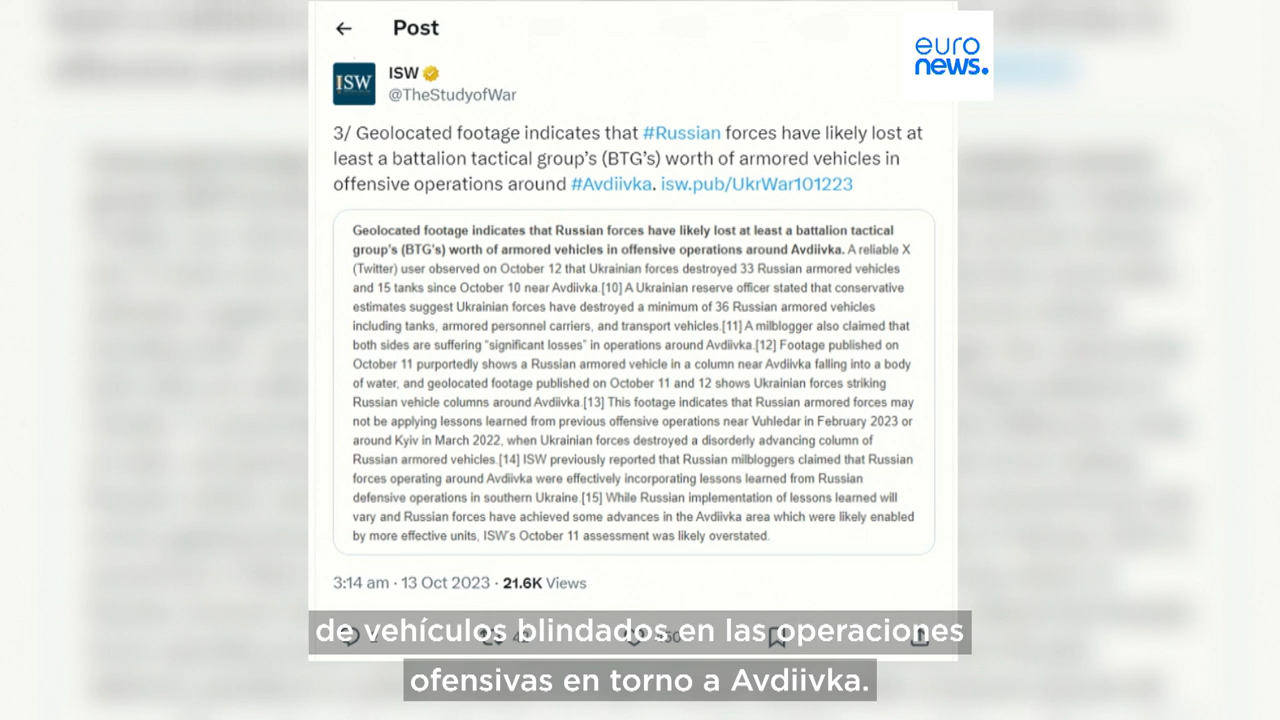 Post
euro
news.
ISW
ISW
@TheStudyofWar
3/ Geolocated footage indicates that #Russian forces have likely lost at
least a battalion tactical group's (BTG's) worth of armored vehicles in
offensive operations around #Avdiivka. isw.pub/UkrWar101223
Geolocated footage indicates that Russian forces have likely lost at least a battalion tactical
group's (BTG's) worth of armored vehicles in offensive operations around Avdiivka. A reliable X
(Twitter) user observed on October 12 that Ukrainian forces destroyed 33 Russian armored vehicles
and 15 tanks since October 10 near Avdiivka.[10] A Ukrainian reserve officer stated that conservative
estimates suggest Ukrainian forces have destroyed a minimum of 36 Russian armored vehicles
including tanks, armored personnel carriers, and transport vehicles.[11] A milblogger also claimed that
both sides are suffering "significant losses" in operations around Avdiivka.[12] Footage published on
October 11 purportedly shows a Russian armored vehicle in a column near Avdiivka falling into a body
of water, and geolocated footage published on October 11 and 12 shows Ukrainian forces striking
Russian vehicle columns around Avdiivka.[13] This footage indicates that Russian armored forces may
not be applying lessons learned from previous offensive operations near Vuhledar in February 2023 or
around Kyiv in March 2022, when Ukrainian forces destroyed a disorderly advancing column of
Russian armored vehicles.[14] ISW previously reported that Russian milbloggers claimed that Russian
forces operating around Avdiivka were effectively incorporating lessons learned from Russian
defensive operations in southern Ukraine.[15] While Russian implementation of lessons learned will
vary and Russian forces have achieved some advances in the Avdiivka area which were likely enabled
by more effective units, ISW's October 11 assessment was likely overstated.
3:14 am · 13 Oct 2023 · 21.6K Views
de vehículos blindados en las operaciones
ofensivas en torno a Avdiivka.